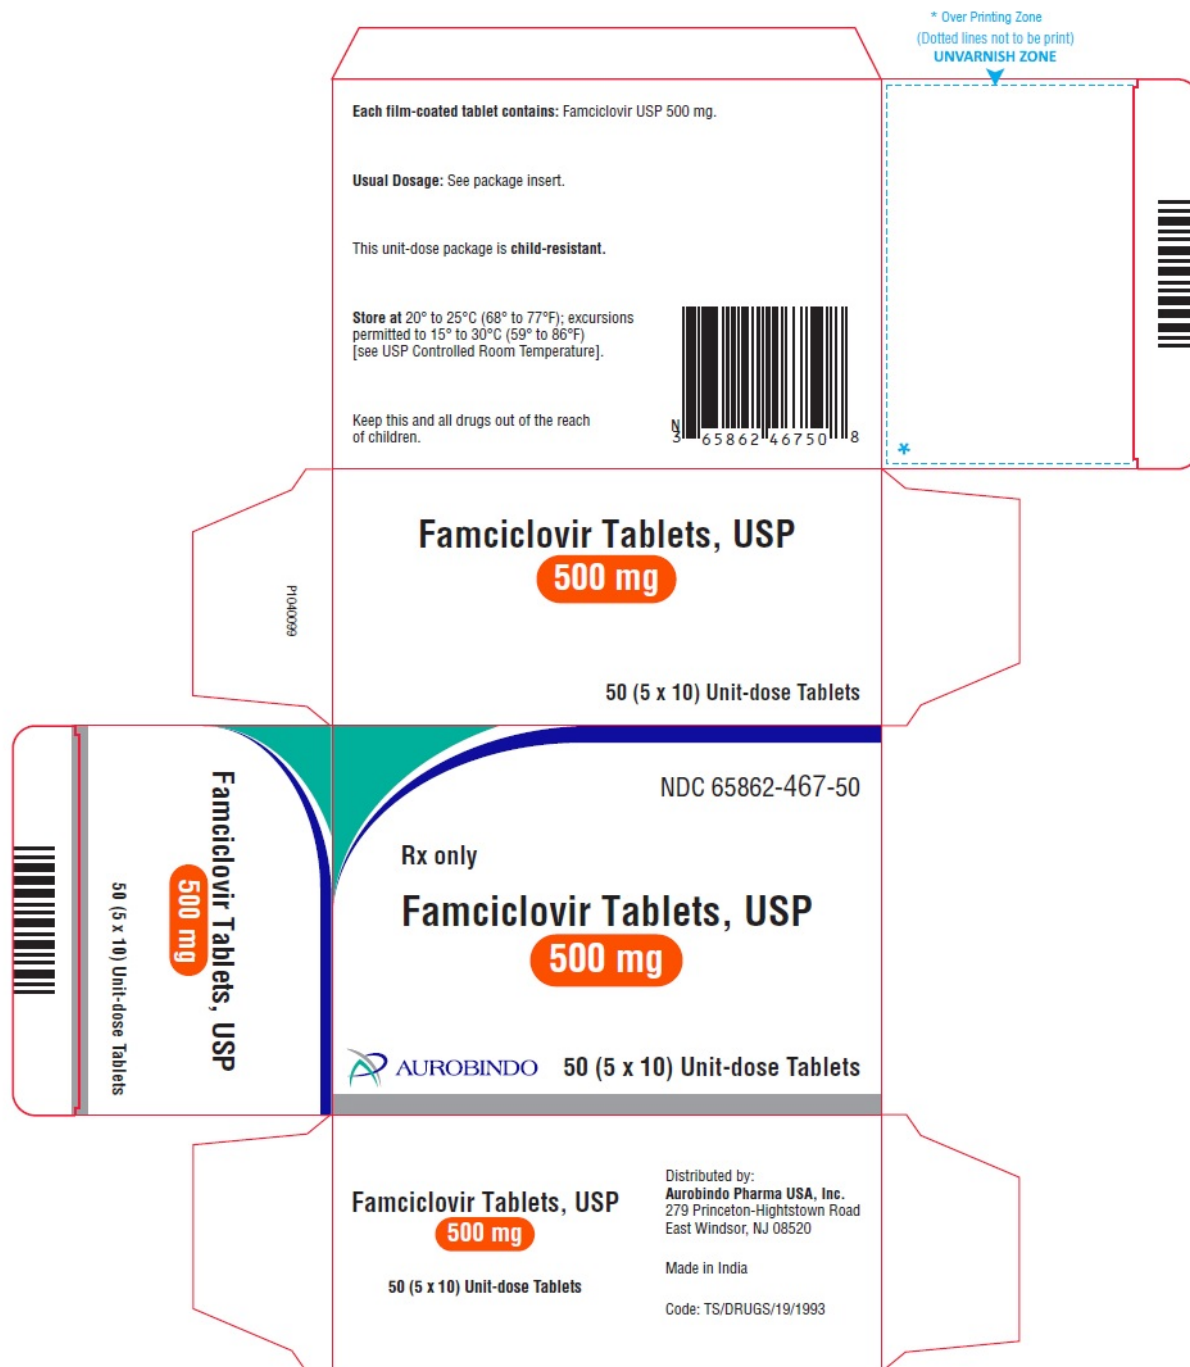 * Over Printing Zone
(Dotted lines not to be print)
UNVARNISH ZONE
Each film-coated tablet contains: Famciclovir USP 500 mg.
Usual Dosage: See package insert.
This unit-dose package is child-resistant.
Store at 20° to 25°C (68° to 77°F); excursions
permitted to 15° to 30°C (59° to 86°F)
[see USP Controlled Room Temperature].
Keep this and all drugs out of the reach
of children.
N
3 65862 46750 8
*
Famciclovir Tablets, USP
500 mg
50 (5 x 10) Unit-dose Tablets
P1040099
Famciclovir Tablets, USP
500 mg
50 (5 x 10) Unit-dose Tablets
NDC 65862-467-50
Rx only
Famciclovir Tablets, USP
500 mg
AUROBINDO
50 (5 x 10) Unit-dose Tablets
Famciclovir Tablets, USP
500 mg
50 (5 x 10) Unit-dose Tablets
Distributed by:
Aurobindo Pharma USA, Inc.
279 Princeton-Hightstown Road
East Windsor, NJ 08520
Made in India
Code: TS/DRUGS/19/1993